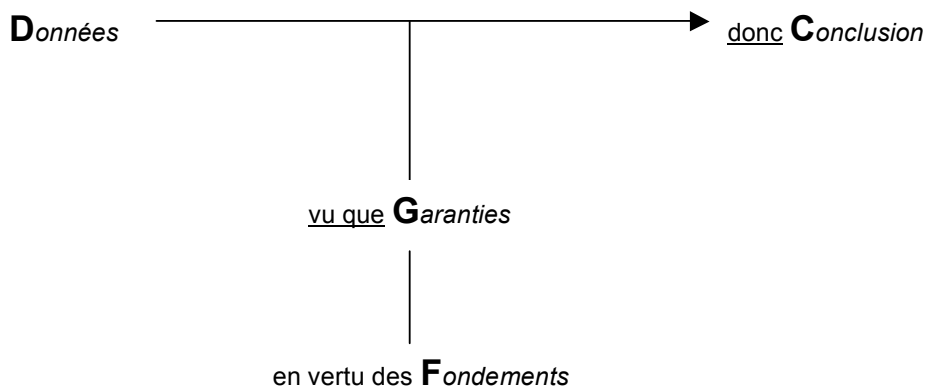 Données donc Conclusion
vu que Garanties
en vertu des Fondements